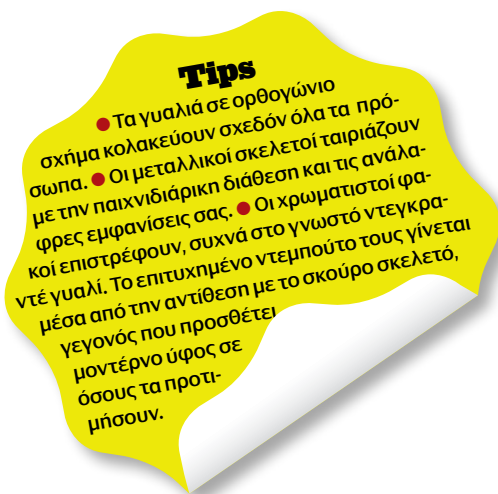 Tips
● Τα γυαλιά σε ορθογώνιο
σχήμα κολακεύουν σχεδόν όλα τα πρό-
σωπα. ● Οι μεταλλικοί σκελετοί ταιριάζουν
με την παιχνιδιάρικη διάθεση και τις ανάλα-
φρες εμφανίσεις σας. ● Οι χρωματιστοί φα-
κοί επιστρέφουν, συχνά στο γνωστό ντεγκρα-
ντέ γυαλί. Το επιτυχημένο ντεμπούτο τους γίνεται
μέσα από την αντίθεση με το σκούρο σκελετό,
γεγονός που προσθέτει
μοντέρνο ύφος σε
όσους τα προτι-
μήσουν.